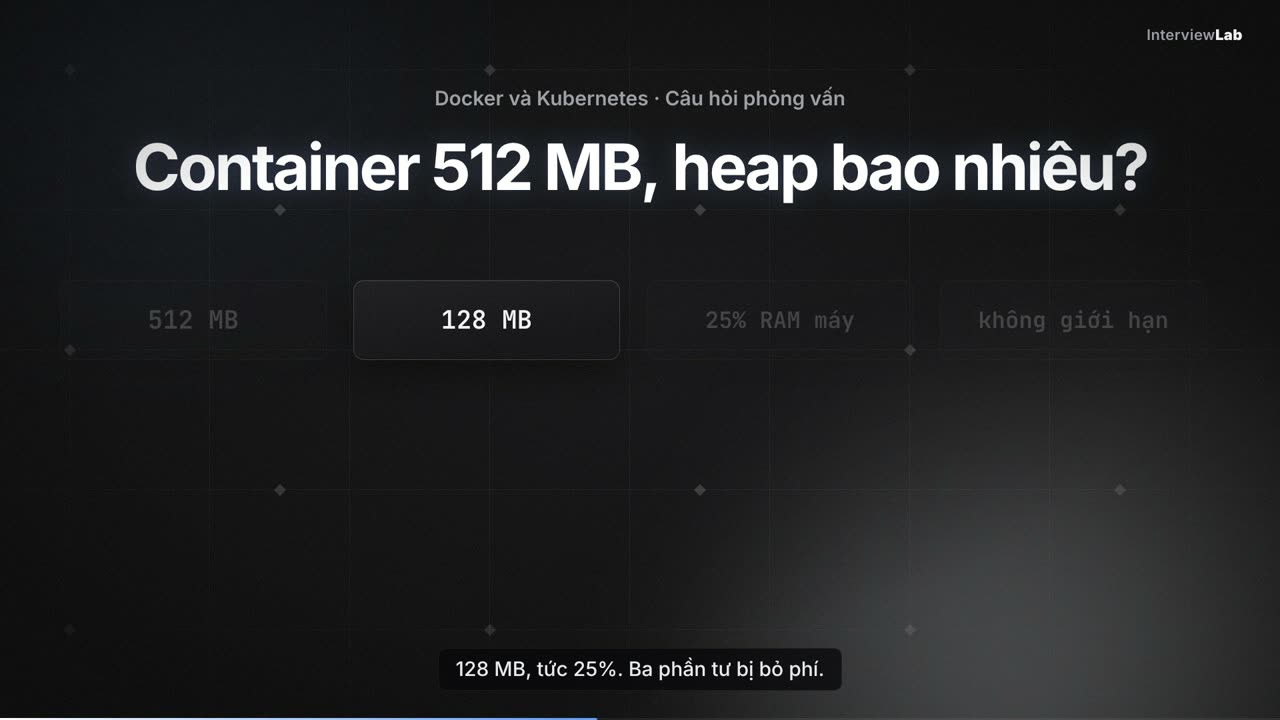 InterviewLab
Docker và Kubernetes · Câu hỏi phỏng vấn
Container 512 MB, heap bao nhiêu?
512 MB
128 MB
25% RAM máy
không giới hạn
128 MB, tức 25%. Ba phần tư bị bỏ phí.